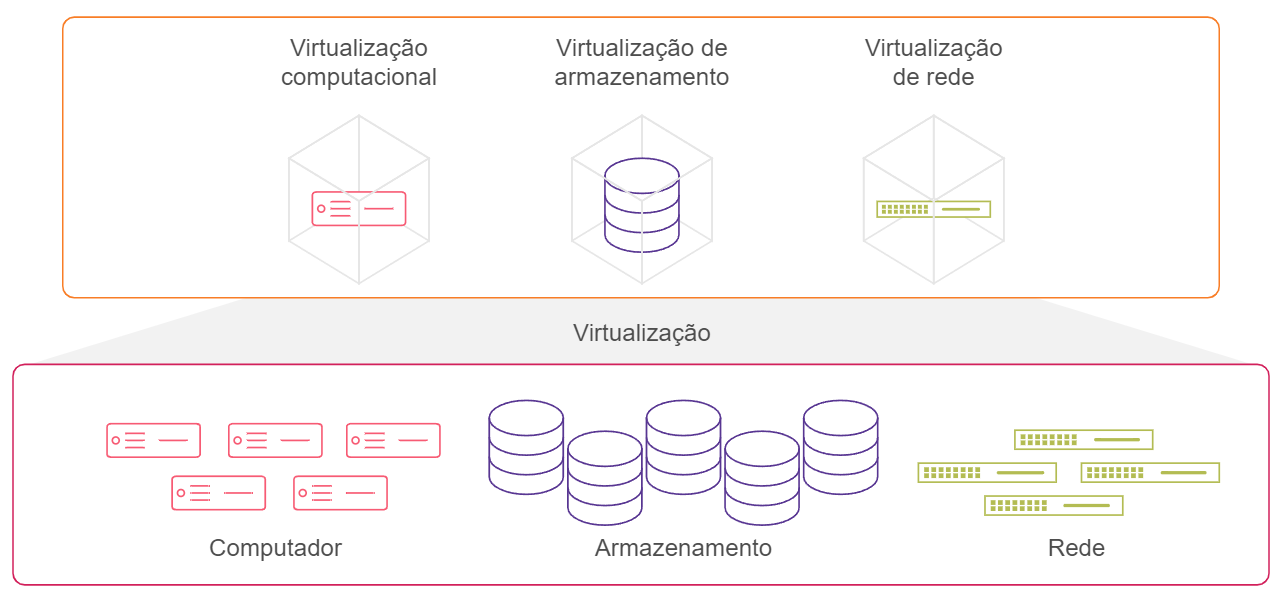 Virtualização
computacional
Virtualização de
armazenamento
Virtualização
de rede
Virtualização
Computador
Armazenamento
Rede